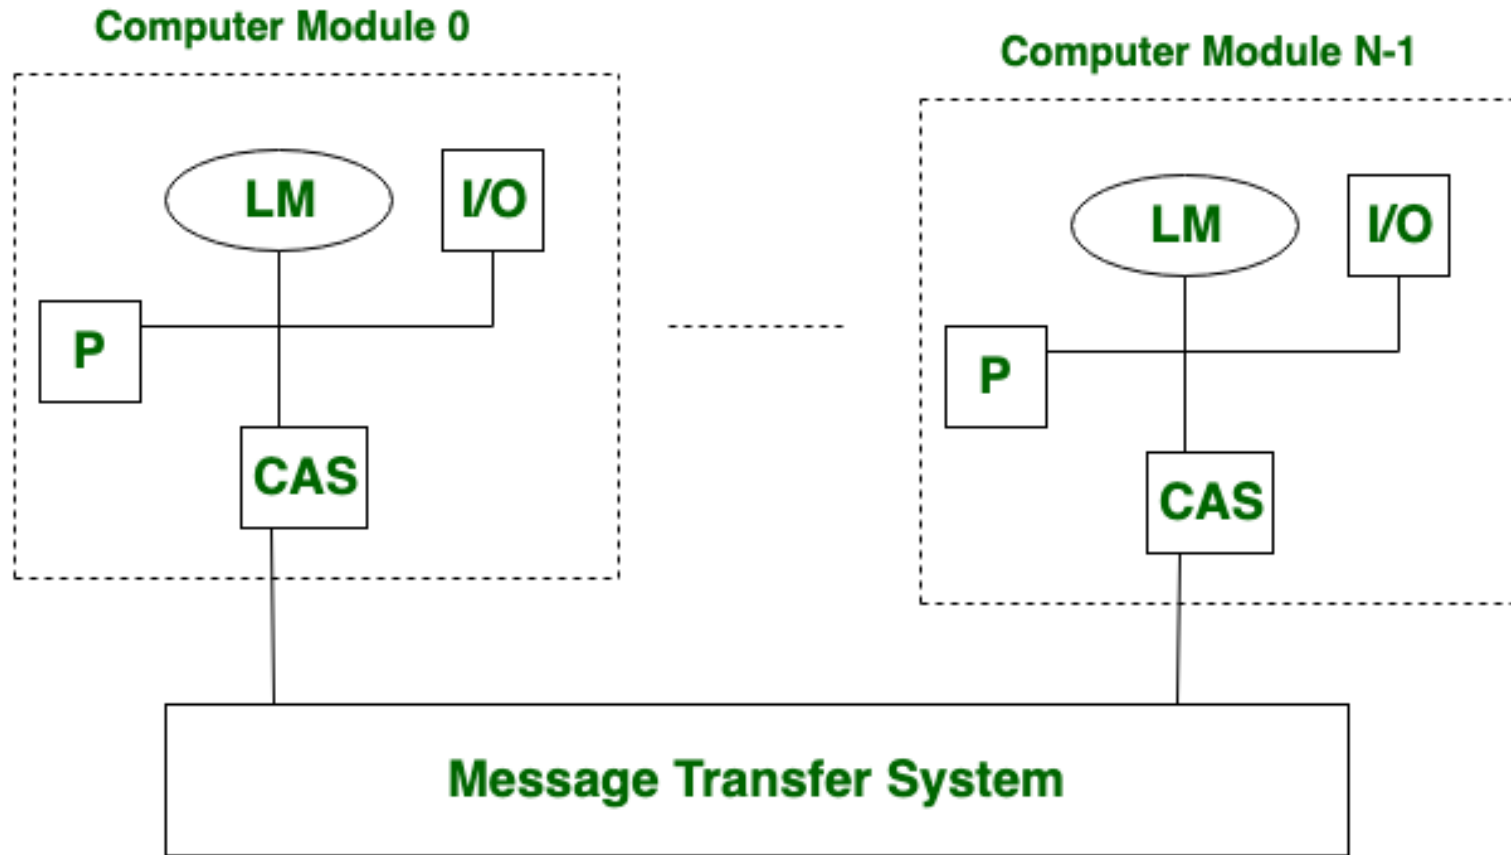 Computer Module 0
Computer Module N-1
LM
I/O
P
CAS
LM
I/O
P
CAS
Message Transfer System